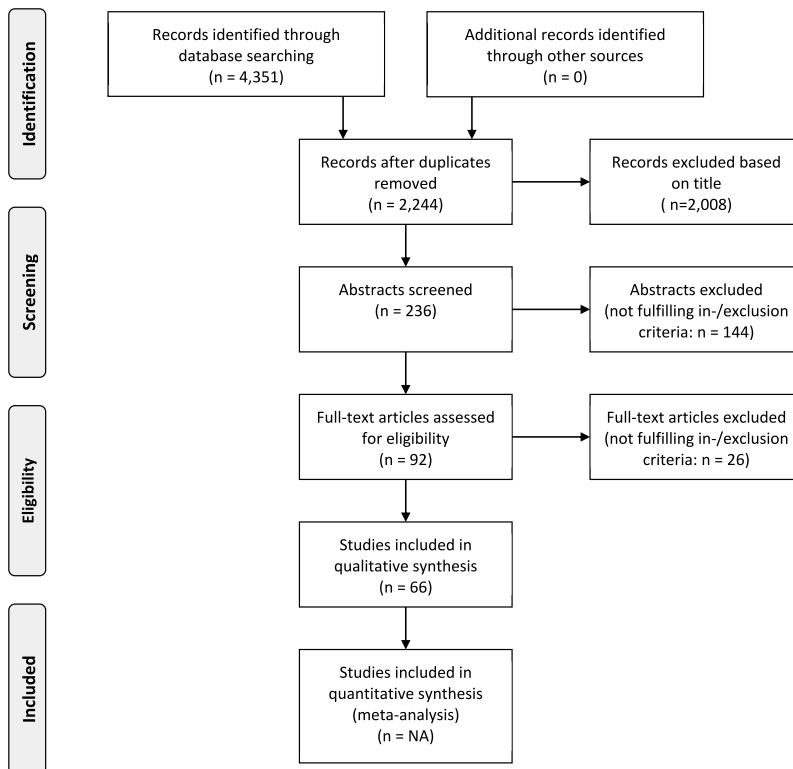 Identification
Records identified through
database searching
(n = 4,351)
Additional records identified
through other sources
(n = 0)
Records after duplicates
removed
(n = 2,244)
Records excluded based
on title
( n=2,008)
Screening
Abstracts screened
(n = 236)
Abstracts excluded
(not fulfilling in-/exclusion
criteria: n = 144)
Eligibility
Full-text articles assessed
for eligibility
(n = 92)
Full-text articles excluded
(not fulfilling in-/exclusion
criteria: n = 26)
Studies included in
qualitative synthesis
(n = 66)
Included
Studies included in
quantitative synthesis
(meta-analysis)
(n = NA)